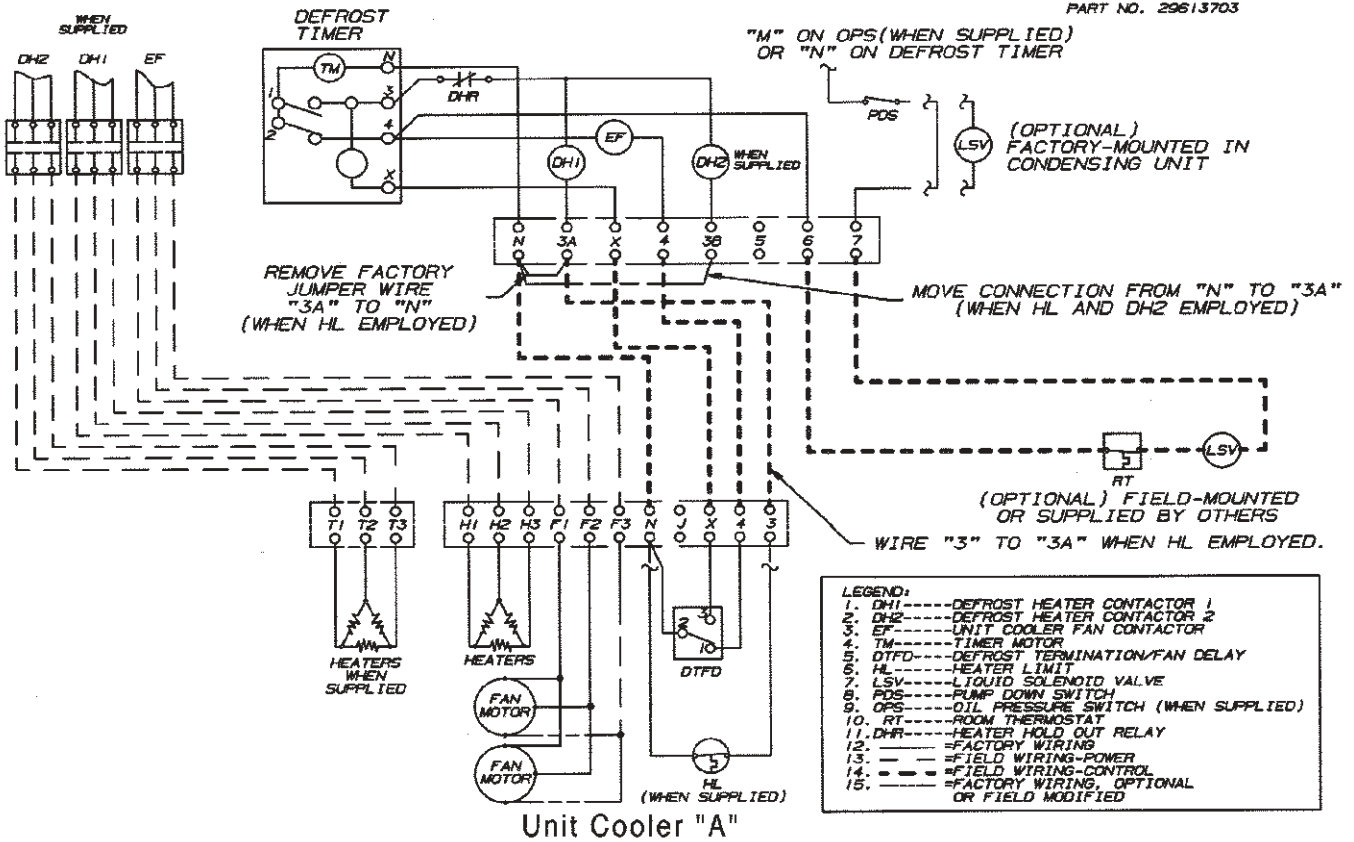 PART NO. 29613703
WHEN
SUPPLIED
DH2
DH1
EF
DEFROST
TIMER
TM
N
1
3
2
4
X
DHR
DH1
EF
DH2
WHEN
SUPPLIED
"M" ON OPS(WHEN SUPPLIED)
OR "N" ON DEFROST TIMER
PDS
LSV
(OPTIONAL)
FACTORY-MOUNTED IN
CONDENSING UNIT
N
3A
X
4
3B
5
6
7
REMOVE FACTORY
JUMPER WIRE
"3A" TO "N"
(WHEN HL EMPLOYED)
MOVE CONNECTION FROM "N" TO "3A"
(WHEN HL AND DH2 EMPLOYED)
RT
LSV
(OPTIONAL) FIELD-MOUNTED
OR SUPPLIED BY OTHERS
WIRE "3" TO "3A" WHEN HL EMPLOYED.
T1
T2
T3
H1
H2
H3
F1
F2
F3
N
J
X
4
3
HEATERS
WHEN
SUPPLIED
HEATERS
FAN
MOTOR
FAN
MOTOR
2
3
1
DTFD
HL
(WHEN SUPPLIED)
Unit Cooler "A"
LEGEND:
1. DH1-----DEFROST HEATER CONTACTOR 1
2. DH2-----DEFROST HEATER CONTACTOR 2
3. EF------UNIT COOLER FAN CONTACTOR
4. TM------TIMER MOTOR
5. DTFD----DEFROST TERMINATION/FAN DELAY
6. HL------HEATER LIMIT
7. LSV-----LIQUID SOLENOID VALVE
8. PDS-----PUMP DOWN SWITCH
9. OPS-----OIL PRESSURE SWITCH (WHEN SUPPLIED)
10. RT-----ROOM THERMOSTAT
11. DHR-----HEATER HOLD OUT RELAY
12. =FACTORY WIRING
13. =FIELD WIRING-POWER
14. =FIELD WIRING-CONTROL
15. =FACTORY WIRING, OPTIONAL
OR FIELD MODIFIED